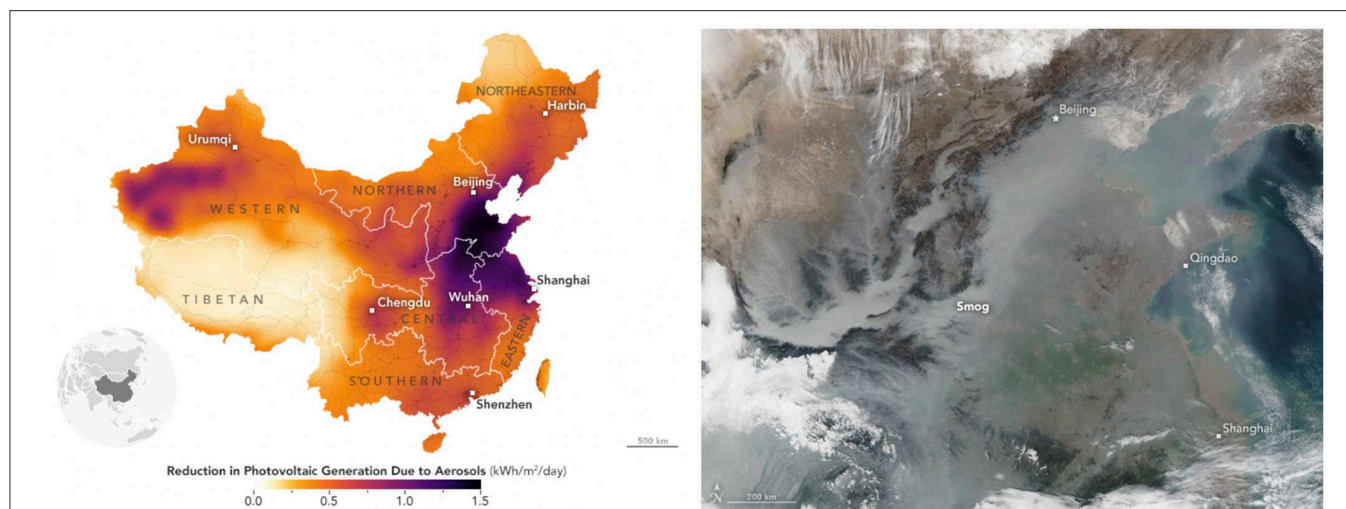 NORTHEASTERN
Harbin
Urumqi
NORTHERN
Beijing
WESTERN
Shanghai
TIBETAN
Chengdu
Wuhan
CENTRAL
EASTERN
SOUTHERN
Shenzhen
500 km
Reduction in Photovoltaic Generation Due to Aerosols (kWh/m²/day)
0.0 0.5 1.0 1.5
Beijing
Qingdao
Smog
Shanghai
N
200 km